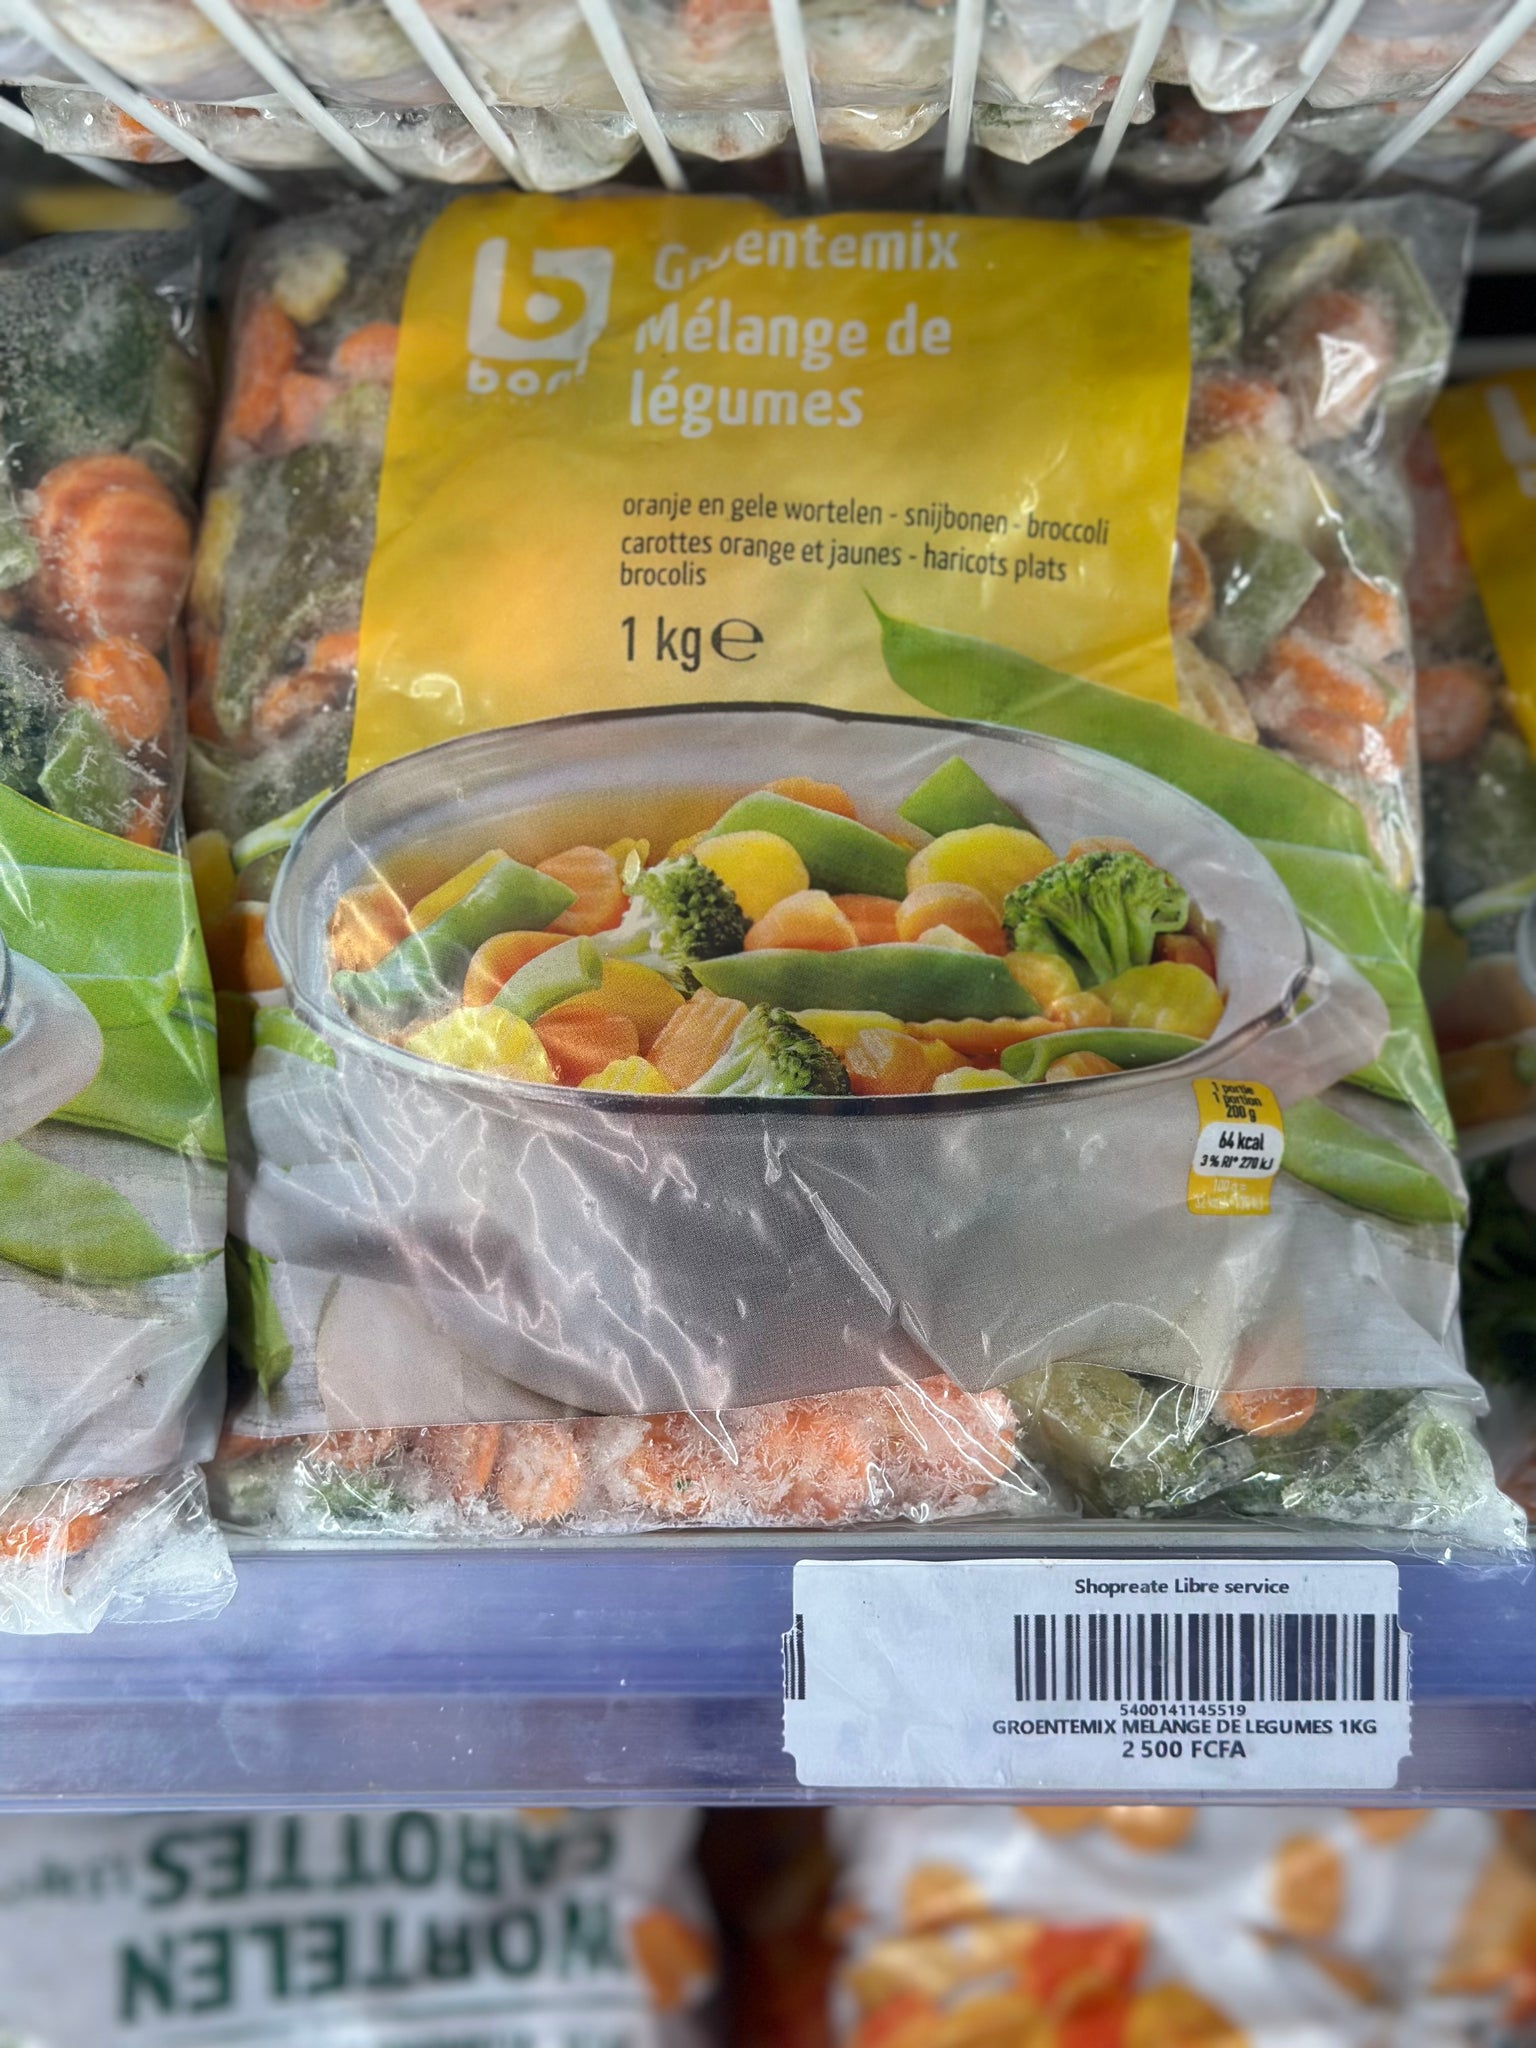 Groentemix
Mélange de
légumes
oranje en gele wortelen - snijbonen - broccoli
carottes orange et jaunes - haricots plats
brocolis
1 kg e
1 portie
1 portion
200 g
64 kcal
3% RI* 270 kJ
100 g =
Shopreate Libre service
5400141145519
GROENTEMIX MELANGE DE LEGUMES 1KG
2 500 FCFA
CAROTTES
WORTELEN